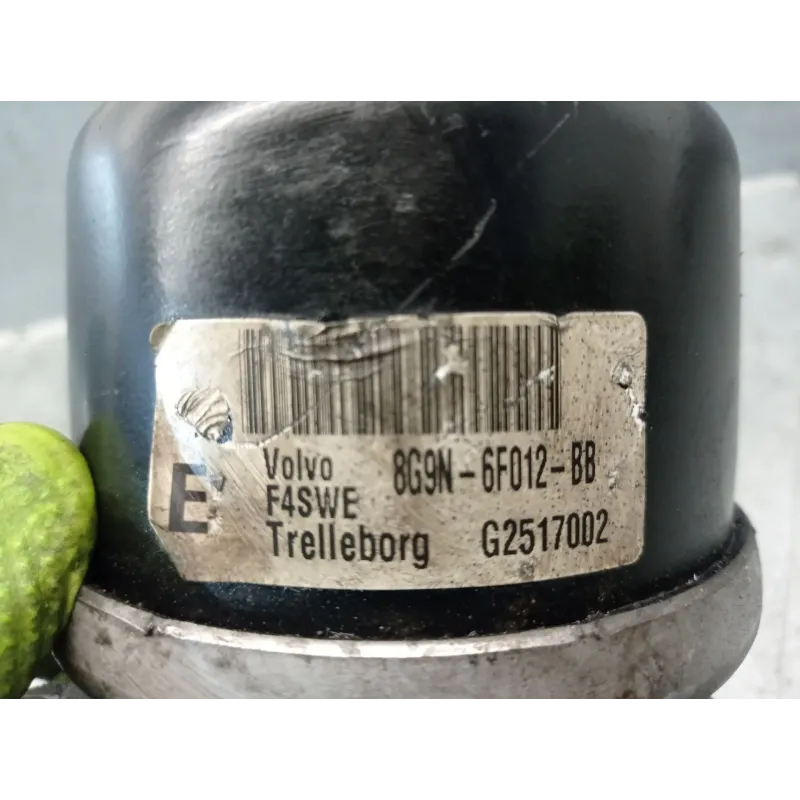 E
Volvo 8G9N-6F012-BB
F4SWE
Trelleborg G2517002